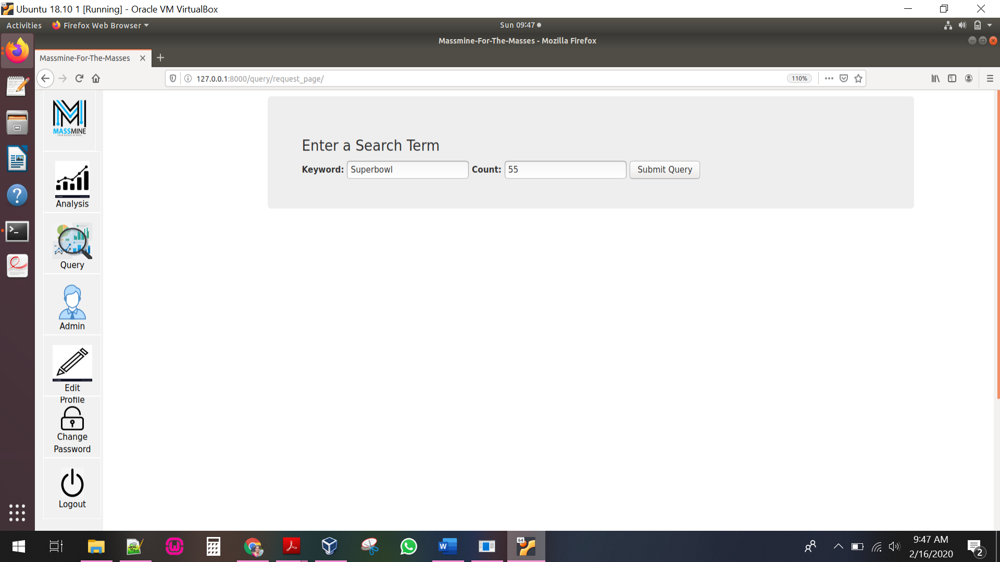 Ubuntu 18.10 1 [Running] - Oracle VM VirtualBox
Activities Firefox Web Browser Sun 09:47
Massmine-For-The-Masses - Mozilla Firefox
Massmine-For-The-Masses
127.0.0.1:8000/query/request_page/ 110%
MASSMINE
Enter a Search Term
Keyword: Superbowl Count: 55 Submit Query
Analysis
Query
Admin
Edit
Profile
Change
Password
Logout
64
9:47 AM
2/16/2020
2